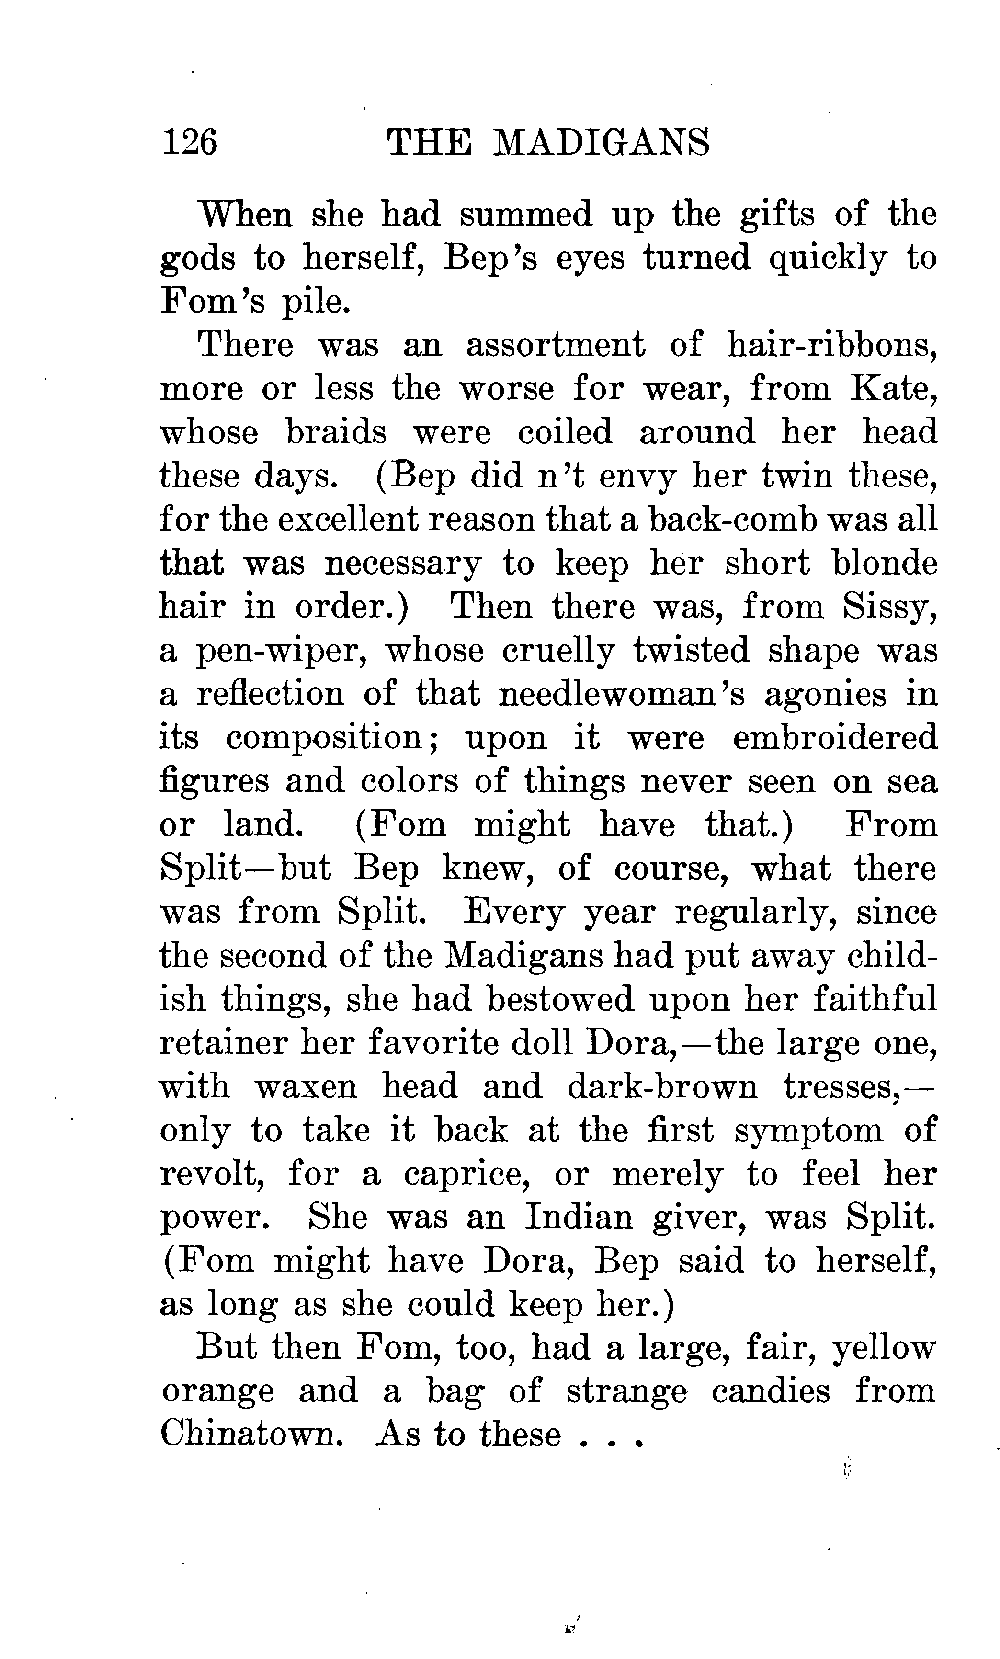 126 THE MADIGANS
When she had summed up the gifts of the
gods to herself, Bep's eyes turned quickly to
Fom's pile.
There was an assortment of hair-ribbons,
more or less the worse for wear, from Kate,
whose braids were coiled around her head
these days. (Bep did n't envy her twin these,
for the excellent reason that a back-comb was all
that was necessary to keep her short blonde
hair in order.) Then there was, from Sissy,
a pen-wiper, whose cruelly twisted shape was
a reflection of that needlewoman's agonies in
its composition; upon it were embroidered
figures and colors of things never seen on sea
or land. (Fom might have that.) From
Split—but Bep knew, of course, what there
was from Split. Every year regularly, since
the second of the Madigans had put away child-
ish things, she had bestowed upon her faithful
retainer her favorite doll Dora,—the large one,
with waxen head and dark-brown tresses,—
only to take it back at the first symptom of
revolt, for a caprice, or merely to feel her
power. She was an Indian giver, was Split.
(Fom might have Dora, Bep said to herself,
as long as she could keep her.)
But then Fom, too, had a large, fair, yellow
orange and a bag of strange candies from
Chinatown. As to these . . .